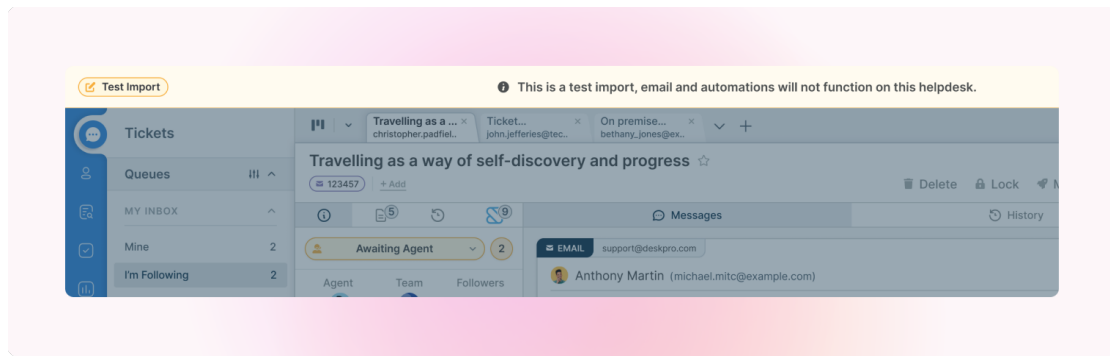 Test Import
This is a test import, email and automations will not function on this helpdesk.
Tickets
Travelling as a ...
christopher.padfiel..
Ticket...
john.jefferies@tec..
On premise...
bethany_jones@ex..
Queues
Travelling as a way of self-discovery and progress
123457
+ Add
Delete
Lock
M
MY INBOX
5
9
Messages
History
Mine 2
Awaiting Agent
2
EMAIL
support@deskpro.com
I'm Following 2
Anthony Martin (michael.mitc@example.com)
Agent
Team
Followers